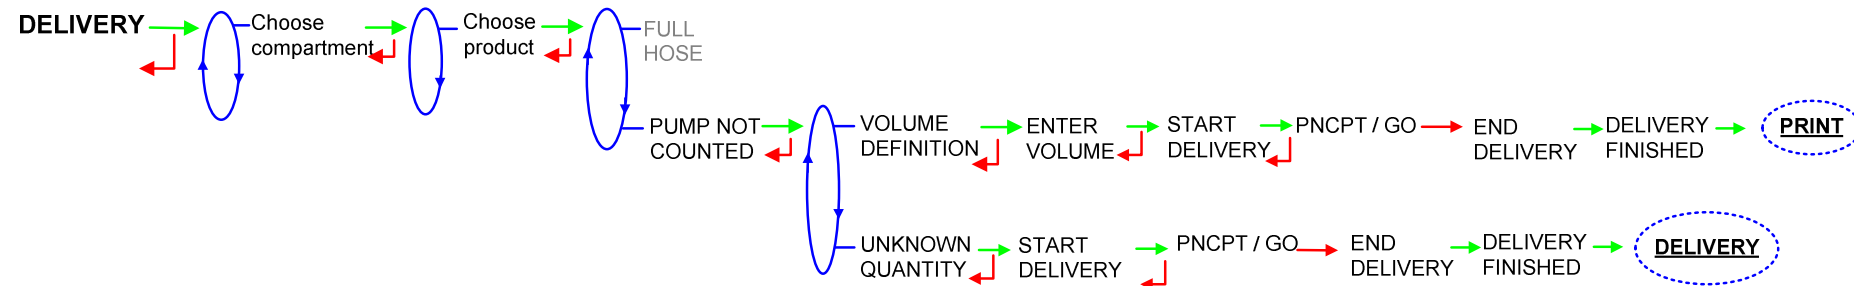 DELIVERY
Choose
compartment
Choose
product
FULL
HOSE
PUMP NOT
COUNTED
VOLUME
DEFINITION
ENTER
VOLUME
START
DELIVERY
PNCPT / GO
END
DELIVERY
DELIVERY
FINISHED
PRINT
UNKNOWN
QUANTITY
START
DELIVERY
PNCPT / GO
END
DELIVERY
DELIVERY
FINISHED
DELIVERY